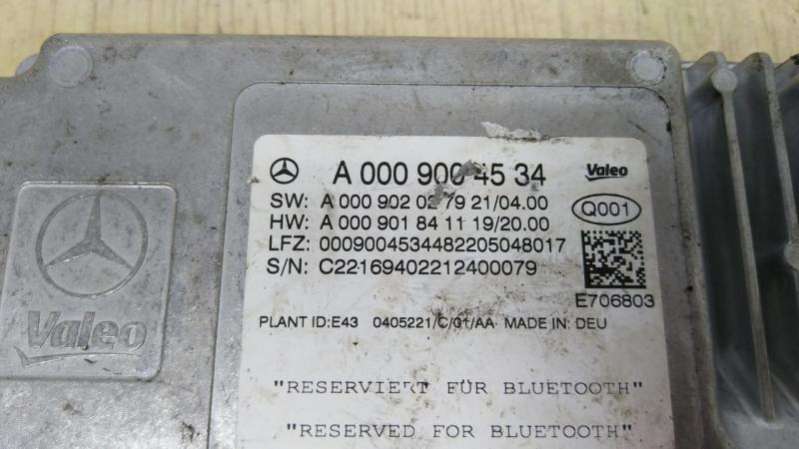 A 000 900 4534
Valeo
SW: A 000 902 02 79 21/04.00
HW: A 000 901 84 11 19/20.00
Q001
LFZ: 0009004534482205048017
S/N: C22169402212400079
E706803
PLANT ID:E43 0405221/C/01/AA MADE IN: DEU
Valeo
"RESERVIERT FÜR BLUETOOTH"
"RESERVED FOR BLUETOOTH"